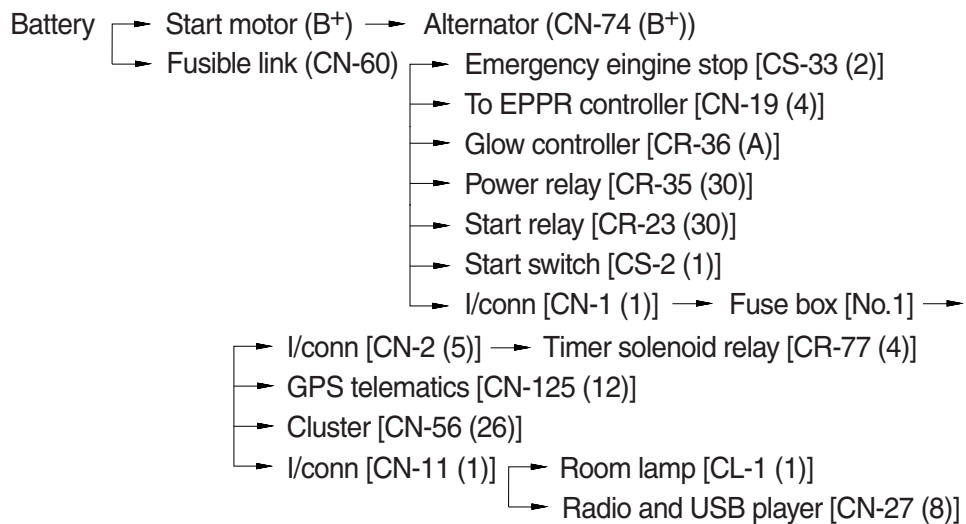 Battery Start motor (B+) Alternator (CN-74 (B+))
Fusible link (CN-60) Emergency eingine stop [CS-33 (2)]
To EPPR controller [CN-19 (4)]
Glow controller [CR-36 (A)]
Power relay [CR-35 (30)]
Start relay [CR-23 (30)]
Start switch [CS-2 (1)]
I/conn [CN-1 (1)] Fuse box [No.1]
I/conn [CN-2 (5)] Timer solenoid relay [CR-77 (4)]
GPS telematics [CN-125 (12)]
Cluster [CN-56 (26)]
I/conn [CN-11 (1)] Room lamp [CL-1 (1)]
Radio and USB player [CN-27 (8)]